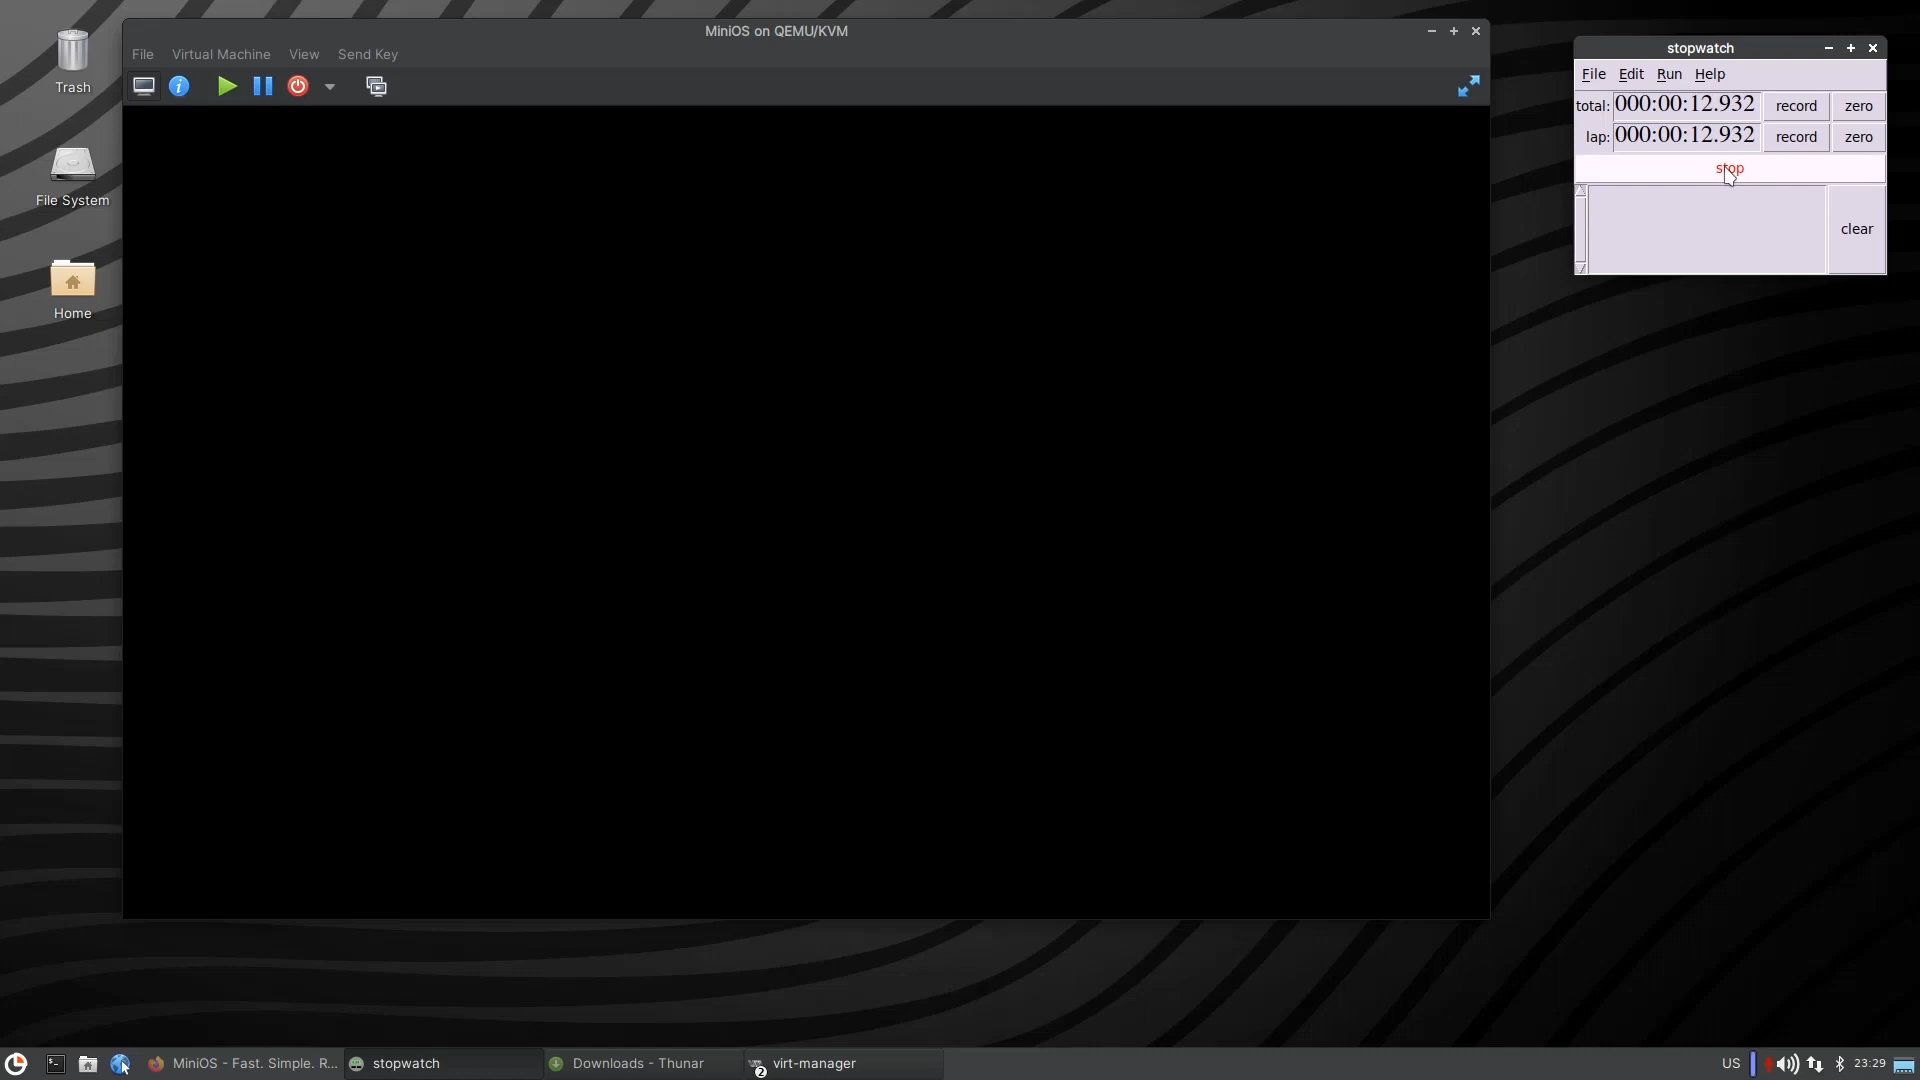 Trash
File System
Home
MiniOS on QEMU/KVM
File Virtual Machine View Send Key
stopwatch
File Edit Run Help
total: 000:00:12.932 record zero
lap: 000:00:12.932 record zero
stop
clear
MiniOS - Fast. Simple. R...
stopwatch
Downloads - Thunar
2 virt-manager
US
23:29